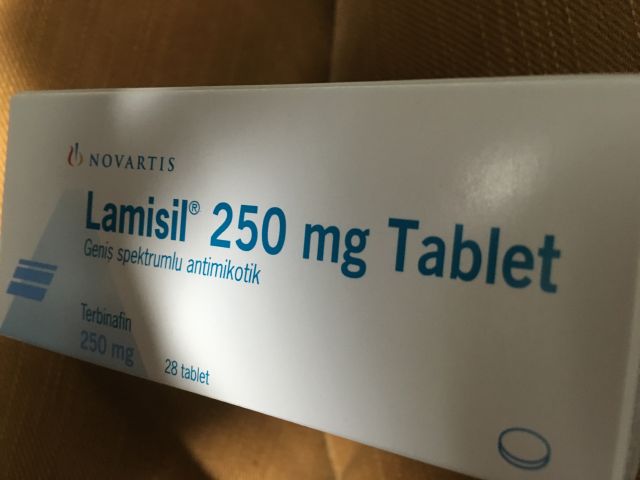 NOVARTIS
Lamisil® 250 mg Tablet
Geniş spektrumlu antimikotik
Terbinafin
250 mg
28 tablet